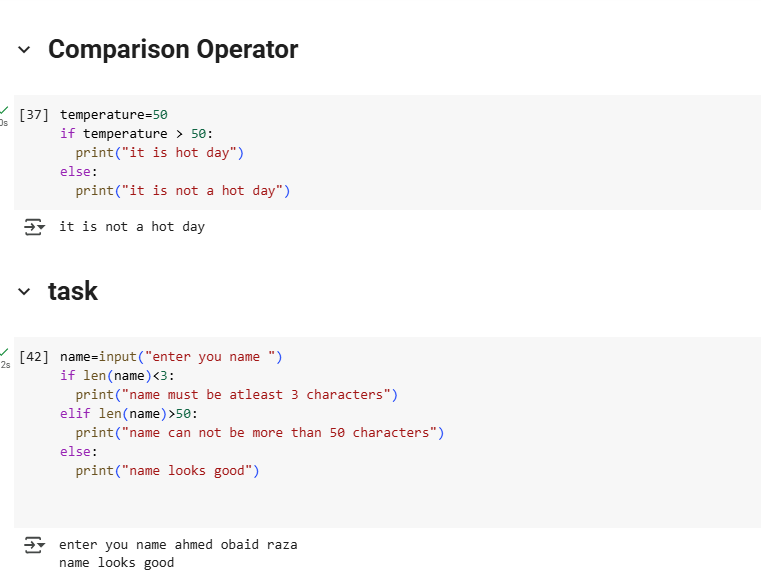 Comparison Operator
[37] temperature=50
if temperature > 50:
print("it is hot day")
else:
print("it is not a hot day")
0s
it is not a hot day
task
[42] name=input("enter you name ")
if len(name)<3:
print("name must be atleast 3 characters")
elif len(name)>50:
print("name can not be more than 50 characters")
else:
print("name looks good")
2s
enter you name ahmed obaid raza
name looks good